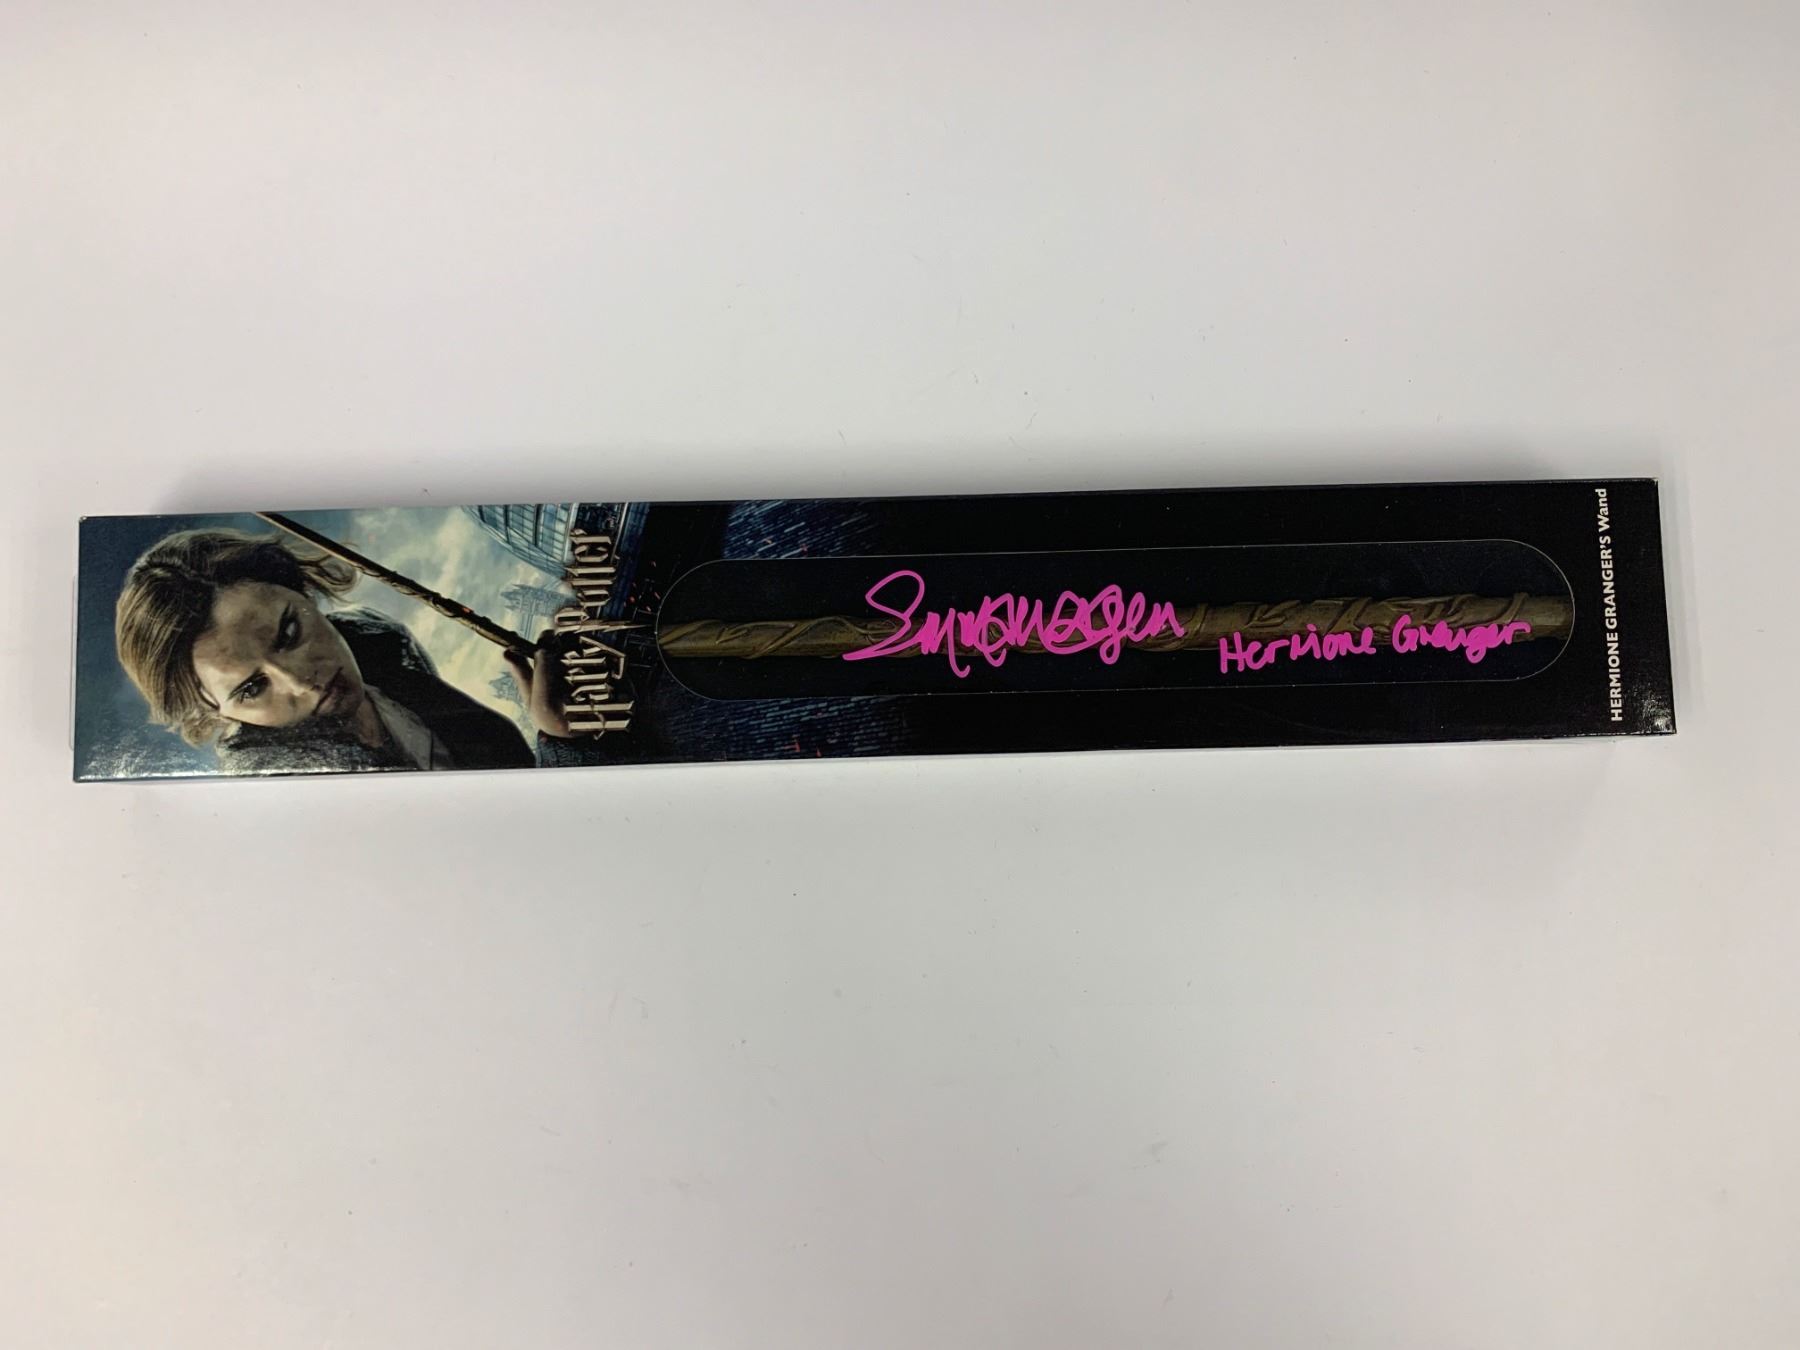 Harry Potter
Hermione Granger
HERMIONE GRANGER'S Wand